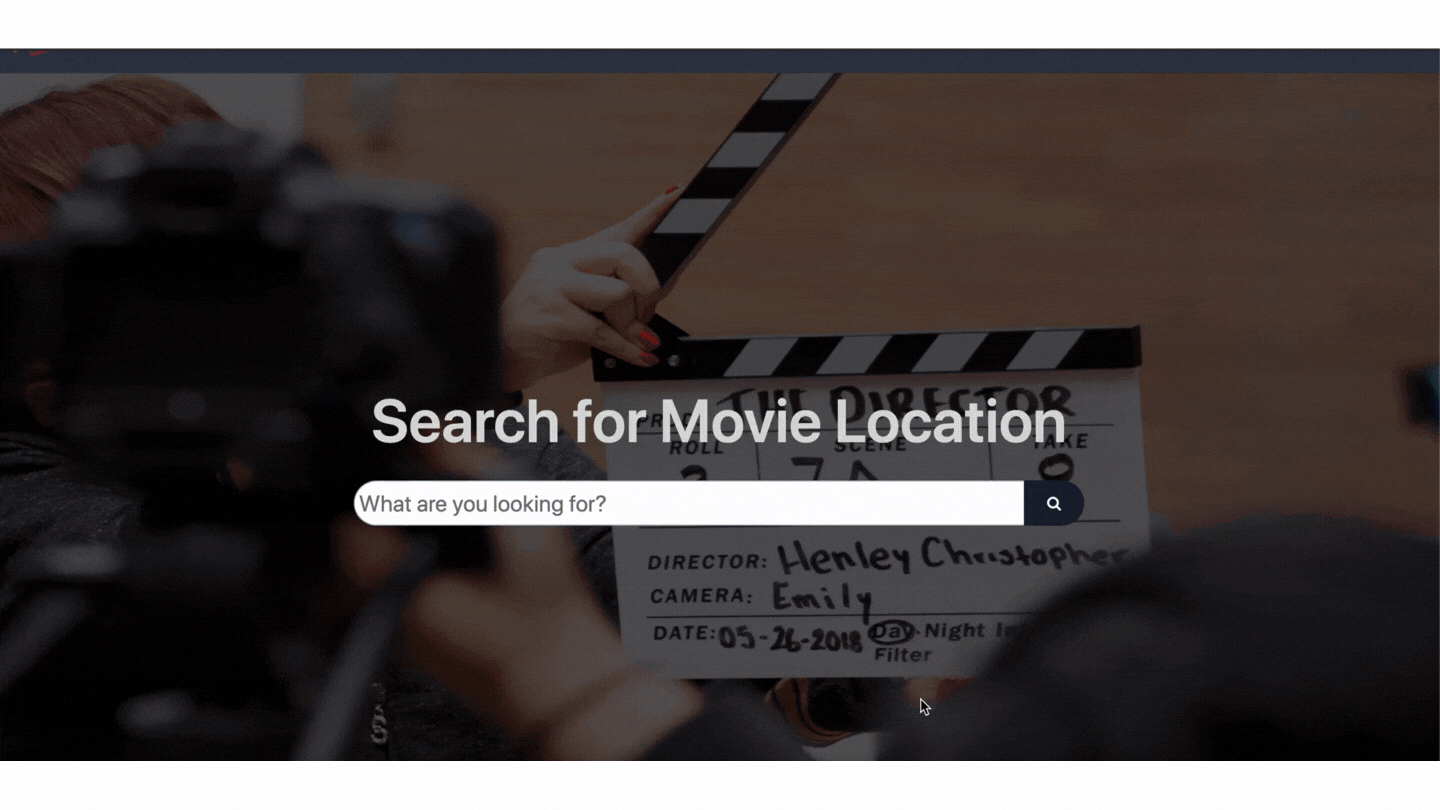 THE DIRECTOR
Search for Movie Location
ROLL SCENE TAKE
7A
What are you looking for?
DIRECTOR: Henley Christopher
CAMERA: Emily
DATE: 05-26-2018 Day-Night
Filter